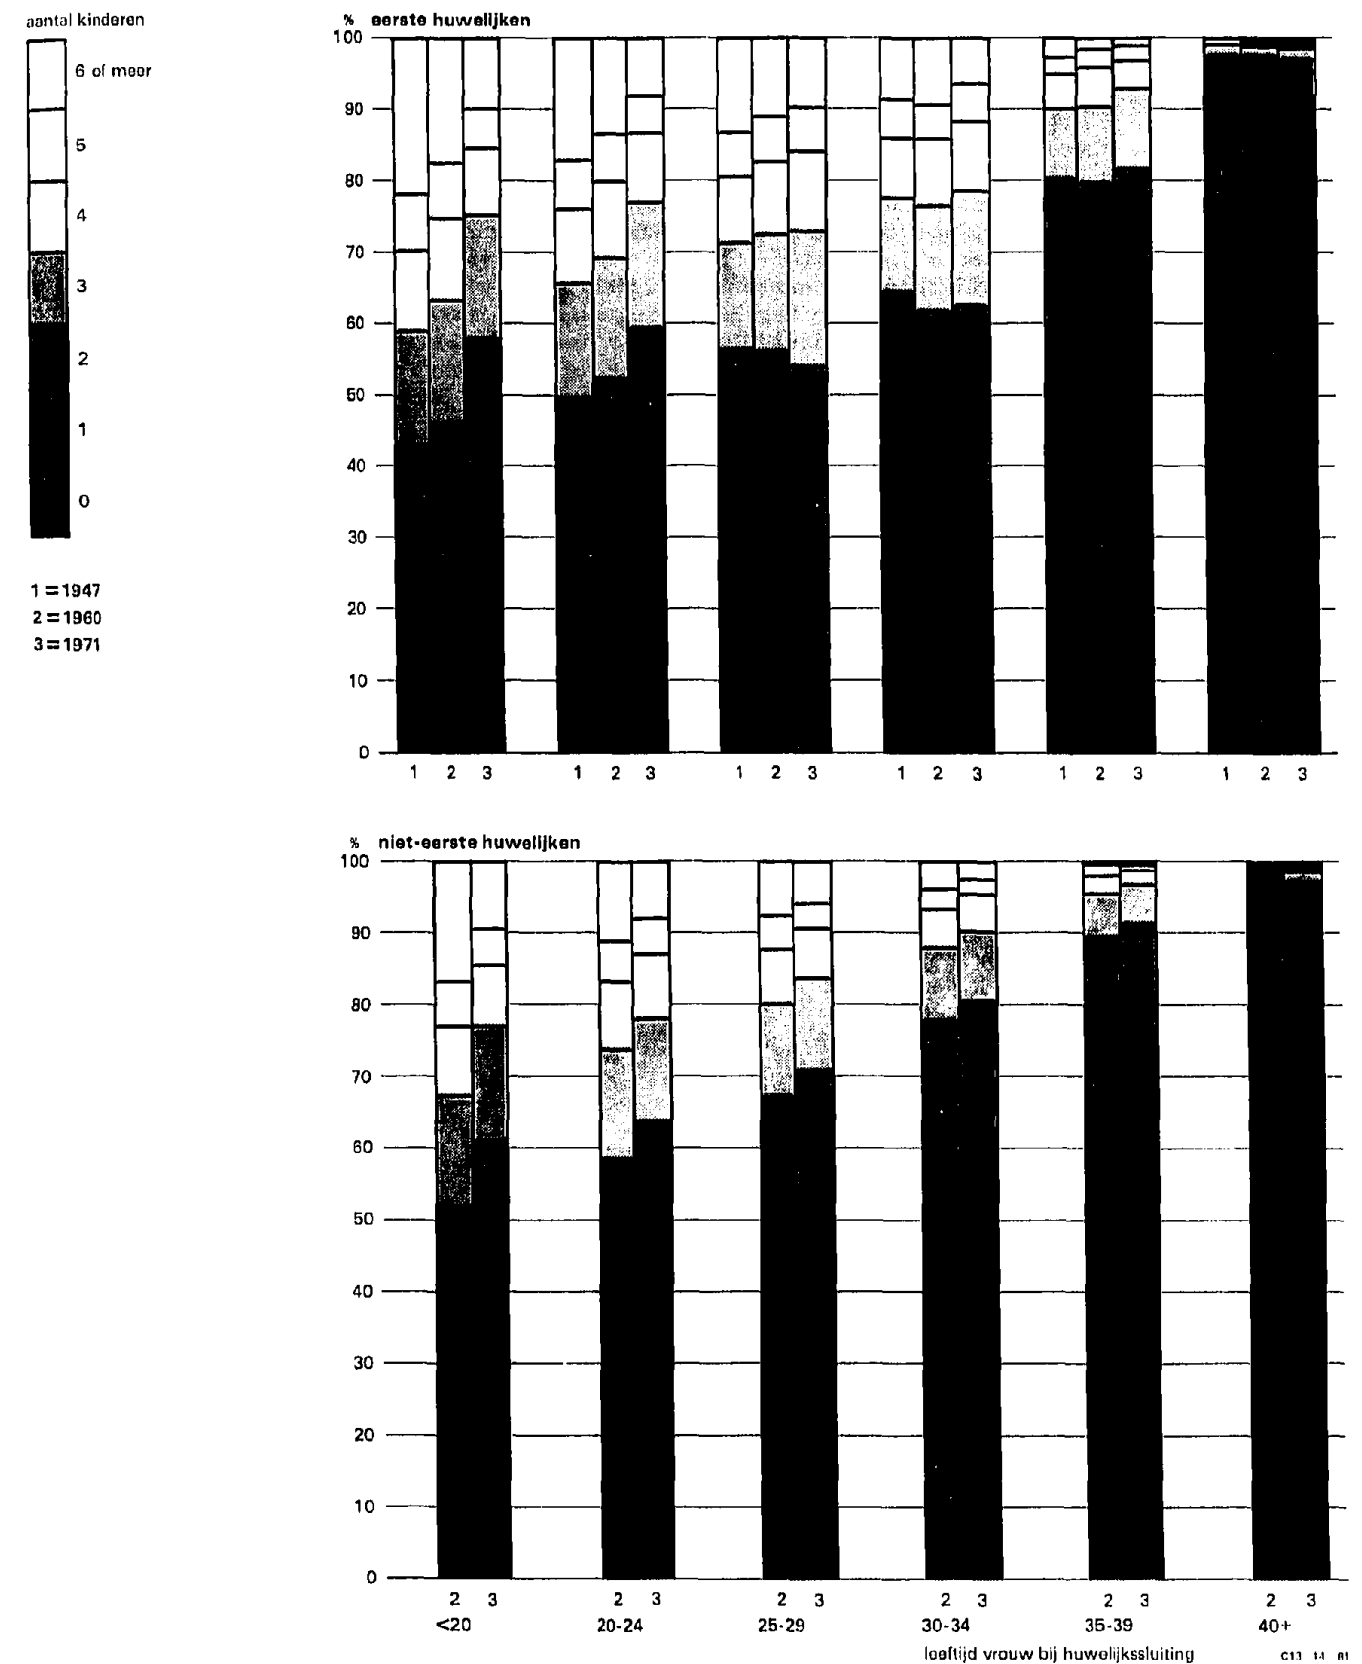 aantal kinderen
6 of meer
5
4
3
2
1
0
1 = 1947
2 = 1960
3 = 1971
% eerste huwelijken
100
90
80
70
60
50
40
30
20
10
0
1 2 3 1 2 3 1 2 3 1 2 3 1 2 3 1 2 3
% niet-eerste huwelijken
100
90
80
70
60
50
40
30
20
10
0
2 3 2 3 2 3 2 3 2 3 2 3
<20 20-24 25-29 30-34 35-39 40+
leeftijd vrouw bij huwelijkssluiting
C13 14 81